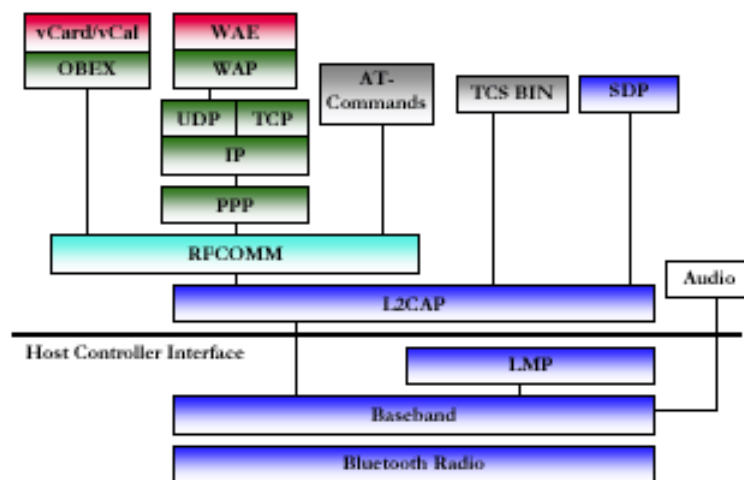 vCard/vCal
OBEX
WAE
WAP
UDP
TCP
IP
PPP
AT-
Commands
TCS BIN
SDP
RFCOMM
L2CAP
Audio
Host Controller Interface
LMP
Baseband
Bluetooth Radio